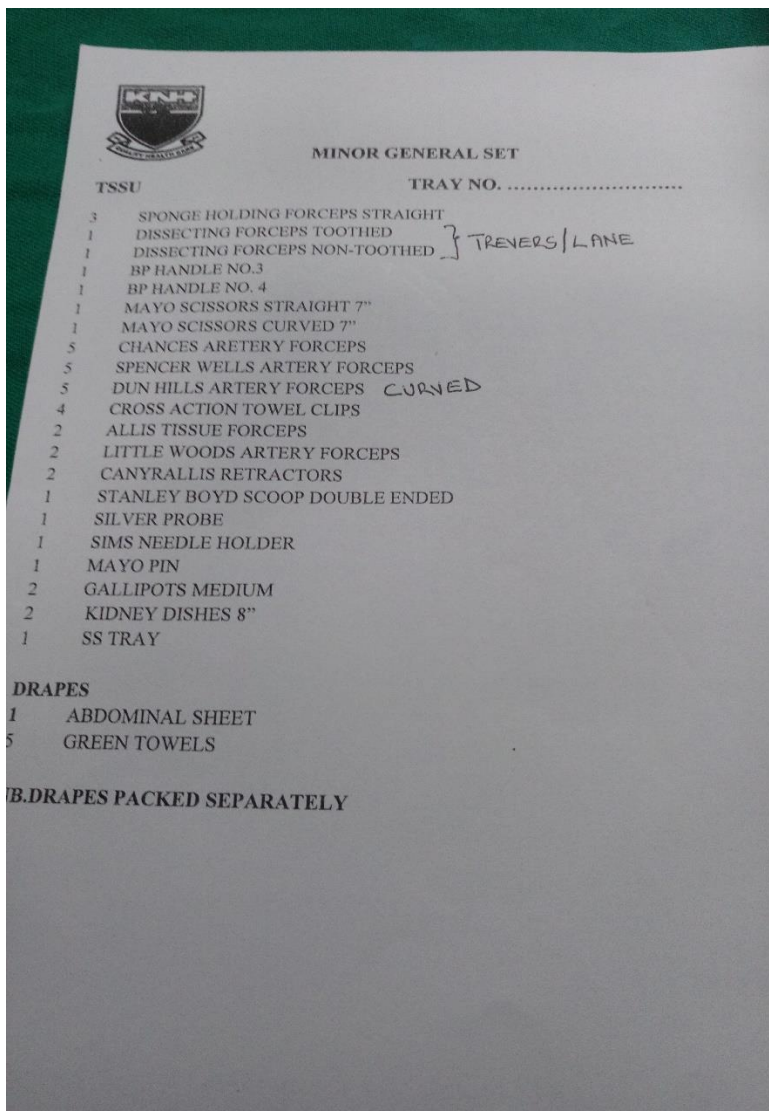 KNH
QUALITY HEALTH CARE
MINOR GENERAL SET
TSSU TRAY NO. ............................
3 SPONGE HOLDING FORCEPS STRAIGHT
1 DISSECTING FORCEPS TOOTHED
1 DISSECTING FORCEPS NON-TOOTHED } TREVERS/LANE
1 BP HANDLE NO.3
1 BP HANDLE NO. 4
1 MAYO SCISSORS STRAIGHT 7"
1 MAYO SCISSORS CURVED 7"
5 CHANCES ARETERY FORCEPS
5 SPENCER WELLS ARTERY FORCEPS
5 DUN HILLS ARTERY FORCEPS CURVED
4 CROSS ACTION TOWEL CLIPS
2 ALLIS TISSUE FORCEPS
2 LITTLE WOODS ARTERY FORCEPS
2 CANYRALLIS RETRACTORS
1 STANLEY BOYD SCOOP DOUBLE ENDED
1 SILVER PROBE
1 SIMS NEEDLE HOLDER
1 MAYO PIN
2 GALLIPOTS MEDIUM
2 KIDNEY DISHES 8"
1 SS TRAY
DRAPES
1 ABDOMINAL SHEET
5 GREEN TOWELS
NB.DRAPES PACKED SEPARATELY